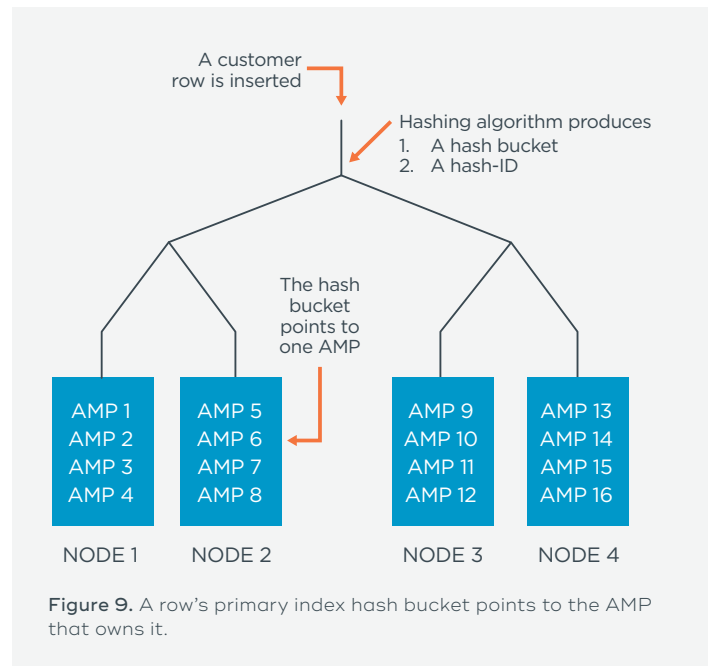 A customer
row is inserted
Hashing algorithm produces
1. A hash bucket
2. A hash-ID
The hash
bucket
points to
one AMP
AMP 1
AMP 2
AMP 3
AMP 4
AMP 5
AMP 6
AMP 7
AMP 8
AMP 9
AMP 10
AMP 11
AMP 12
AMP 13
AMP 14
AMP 15
AMP 16
NODE 1
NODE 2
NODE 3
NODE 4
Figure 9. A row's primary index hash bucket points to the AMP
that owns it.